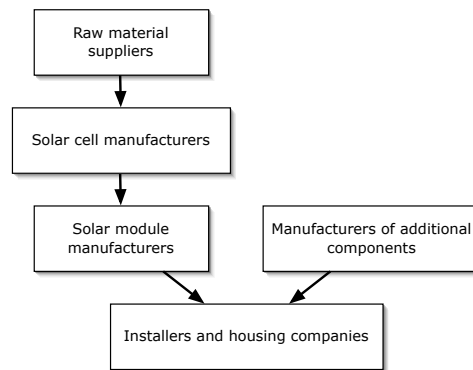 Raw material
suppliers
Solar cell manufacturers
Solar module
manufacturers
Manufacturers of additional
components
Installers and housing companies